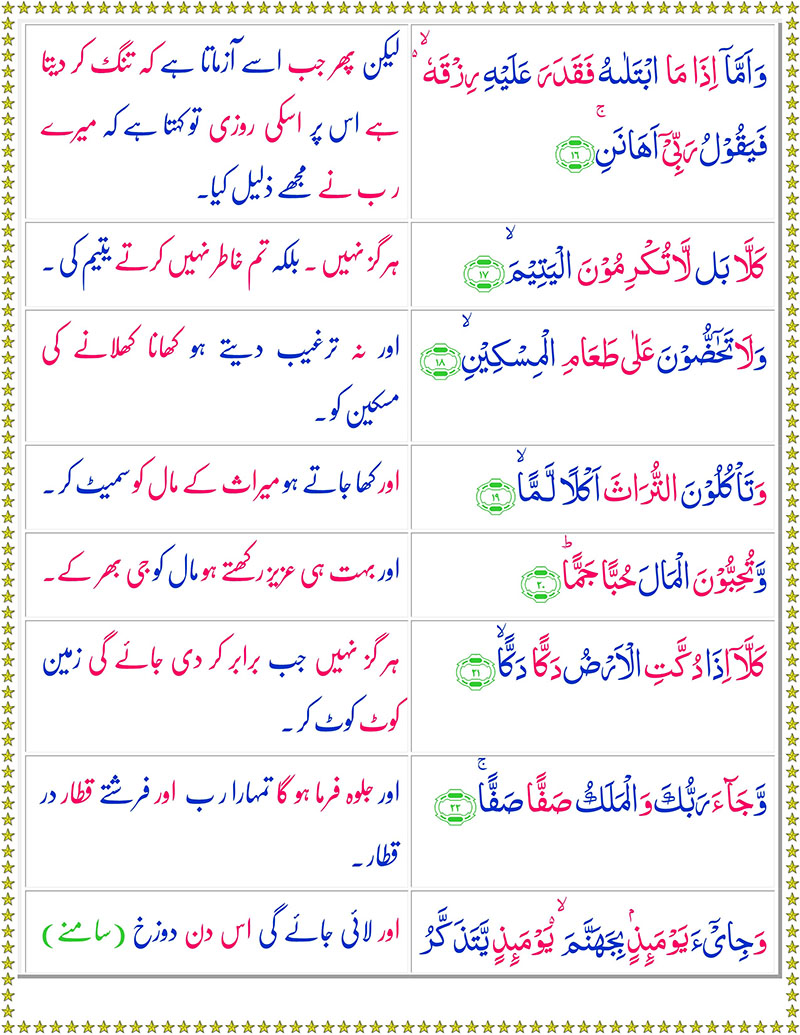 وَاَمَّاۤ اِذَا مَا ابْتَلٰىهُ فَقَدَرَ عَلَیْهِ رِزْقَهٗ ۙ۬
فَیَقُوْلُ رَبِّیْۤ اَهَانَنِ ۚ ﴿۱۶﴾
لیکن پھر جب اسے آزماتا ہے کہ تنگ کر دیتا
ہے اس پر اسکی روزی تو کہتا ہے کہ میرے
رب نے مجھے ذلیل کیا۔
كَلَّا بَل لَّا تُكْرِمُوْنَ الْیَتِیْمَ ۙ ﴿۱۷﴾
ہرگز نہیں ۔ بلکہ تم خاطر نہیں کرتے یتیم کی ۔
وَلَا تَحٰٓضُّوْنَ عَلٰى طَعَامِ الْمِسْكِیْنِ ۙ ﴿۱۸﴾
اور نہ ترغیب دیتے ہو کھانا کھلانے کی
مسکین کو ۔
وَتَاْكُلُوْنَ التُّرَاثَ اَكْلًا لَّمًّا ۙ ﴿۱۹﴾
اور کھا جاتے ہو میراث کے مال کو سمیٹ کر ۔
وَّتُحِبُّوْنَ الْمَالَ حُبًّا جَمًّا ؕ ﴿۲۰﴾
اور بہت ہی عزیز رکھتے ہو مال کو جی بھر کے ۔
كَلَّاۤ اِذَا دُكَّتِ الْاَرْضُ دَكًّا دَكًّا ۙ ﴿۲۱﴾
ہرگز نہیں جب برابر کر دی جائے گی زمین
کوٹ کوٹ کر ۔
وَّجَآءَ رَبُّكَ وَالْمَلَكُ صَفًّا صَفًّا ۚ ﴿۲۲﴾
اور جلوہ فرما ہو گا تمہارا رب اور فرشتے قطار در
قطار ۔
وَجِایْٓءَ یَوْمَىِٕذٍۭ بِجَهَنَّمَ ۙ۬ یَوْمَىِٕذٍ یَّتَذَكَّرُ
اور لائی جائے گی اس دن دوزخ (سامنے)